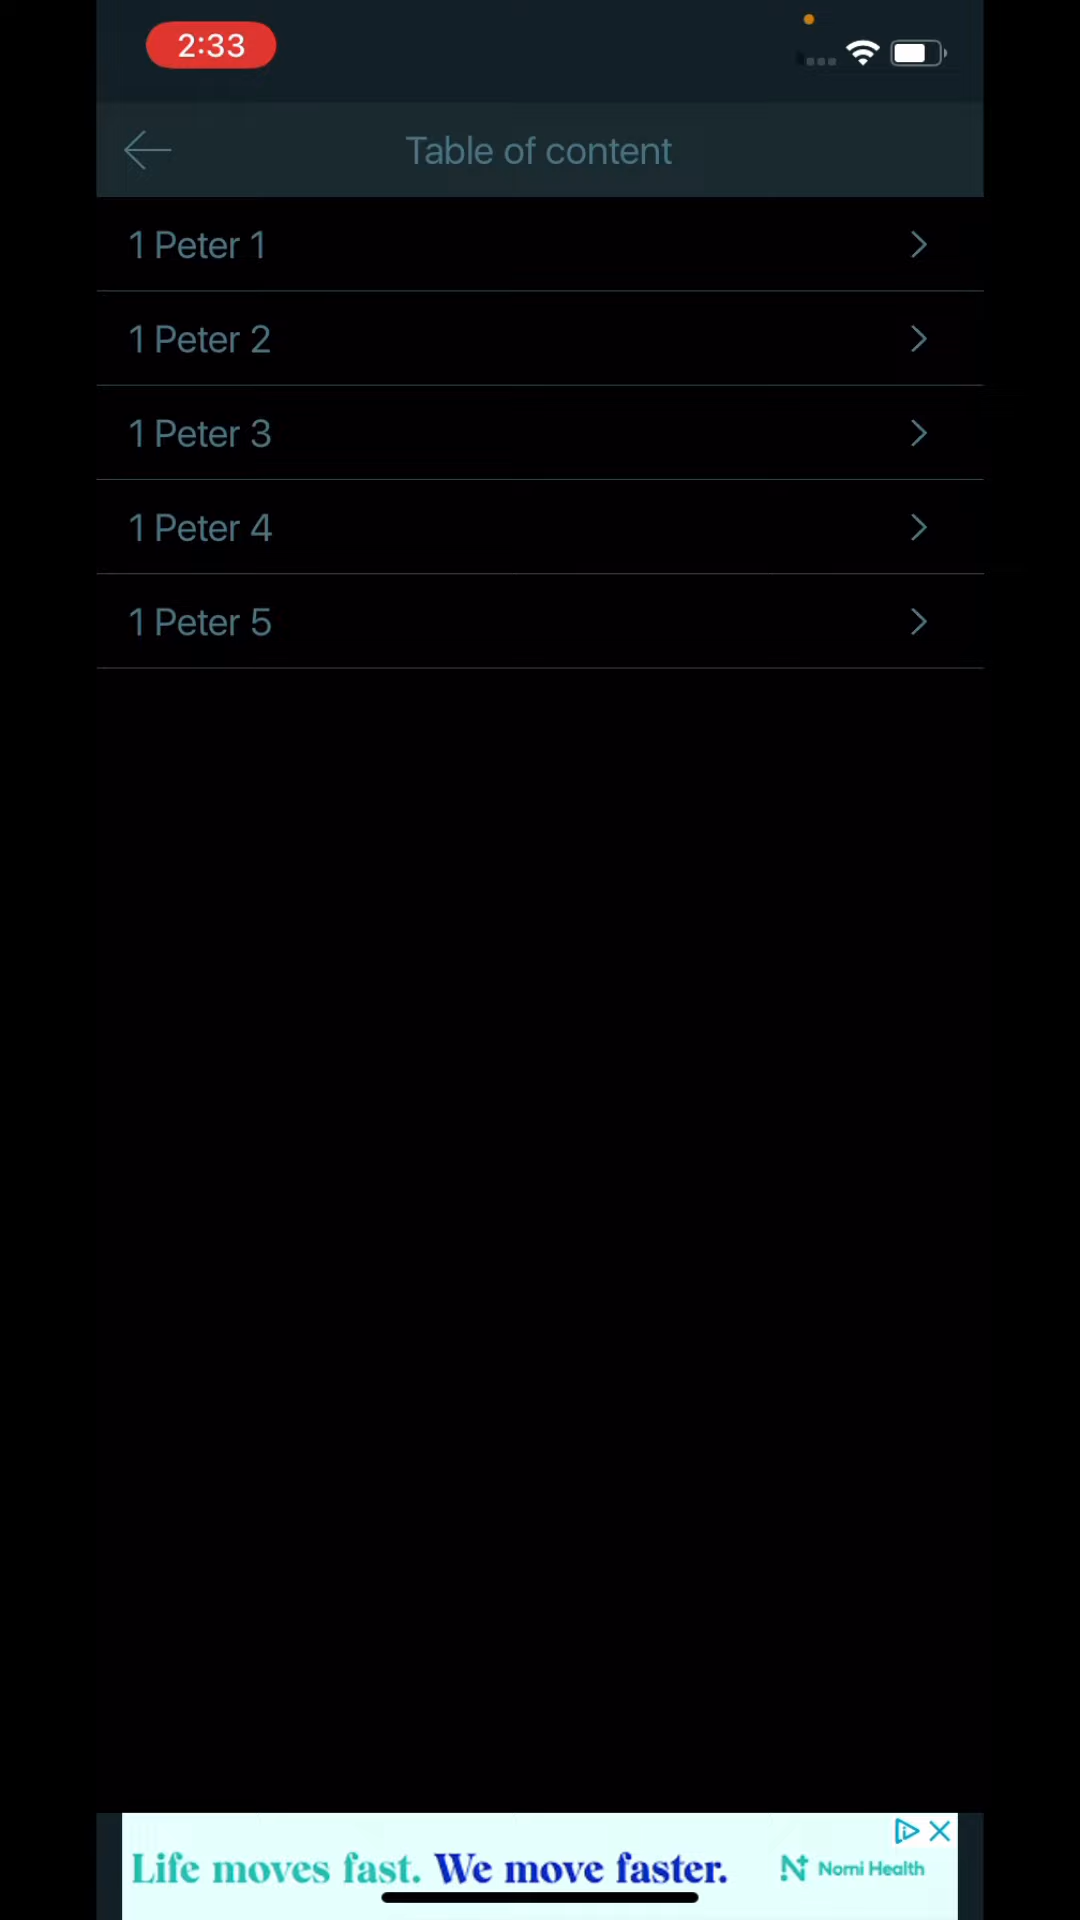 2:33
Table of content
1 Peter 1
1 Peter 2
1 Peter 3
1 Peter 4
1 Peter 5
Life moves fast. We move faster.
Nomi Health